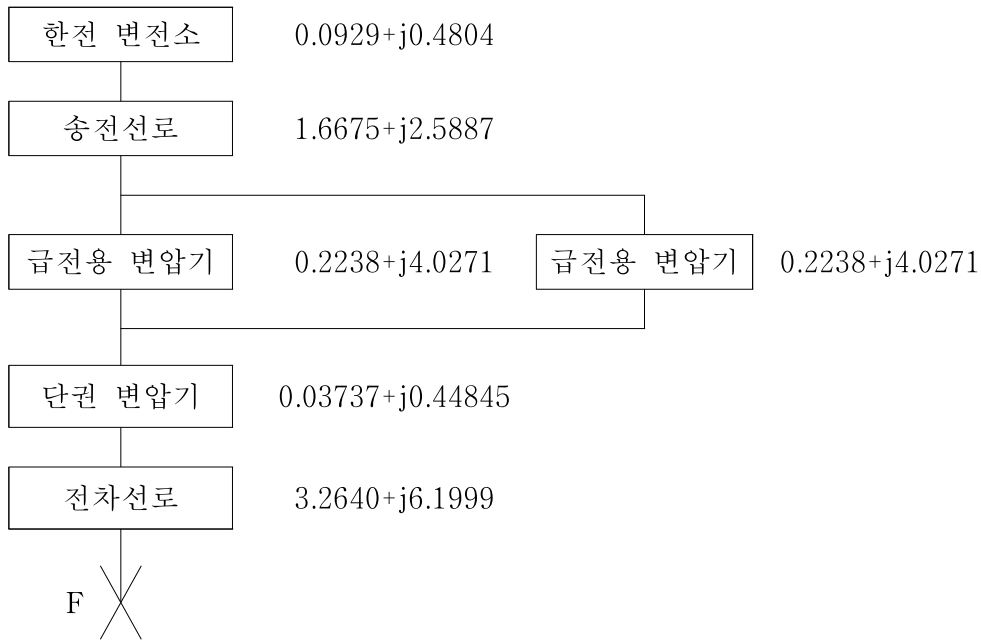 한전 변전소 0.0929+j0.4804
송전선로 1.6675+j2.5887
급전용 변압기 0.2238+j4.0271 급전용 변압기 0.2238+j4.0271
단권 변압기 0.03737+j0.44845
전차선로 3.2640+j6.1999
F